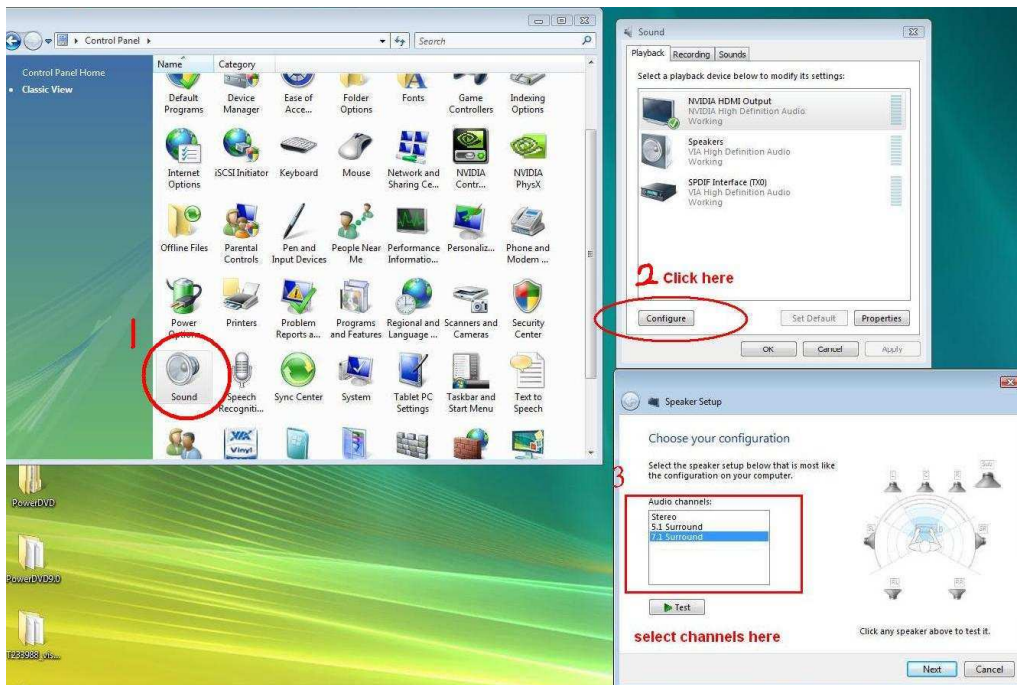 Control Panel
Search
Control Panel Home
Classic View
Name
Category
Default Programs
Device Manager
Ease of Acce...
Folder Options
Fonts
Game Controllers
Indexing Options
Internet Options
iSCSI Initiator
Keyboard
Mouse
Network and Sharing Ce...
NVIDIA Contr...
NVIDIA PhysX
Offline Files
Parental Controls
Pen and Input Devices
People Near Me
Performance Informatio...
Personaliz...
Phone and Modem ...
Power Options
Printers
Problem Reports a...
Programs and Features
Regional and Language ...
Scanners and Cameras
Security Center
1
Sound
Speech Recogniti...
Sync Center
System
Tablet PC Settings
Taskbar and Start Menu
Text to Speech
VIA
Vinyl
PowerDVD
PowerDVD9.0
Sound
Playback
Recording
Sounds
Select a playback device below to modify its settings:
NVIDIA HDMI Output
NVIDIA High Definition Audio
Working
Speakers
VIA High Definition Audio
Working
SPDIF Interface (TX0)
VIA High Definition Audio
Working
2 Click here
Configure
Set Default
Properties
OK
Cancel
Apply
Speaker Setup
Choose your configuration
Select the speaker setup below that is most like
the configuration on your computer.
3
Audio channels:
Stereo
5.1 Surround
7.1 Surround
Test
select channels here
L
C
R
Sub
Click any speaker above to test it.
Next
Cancel